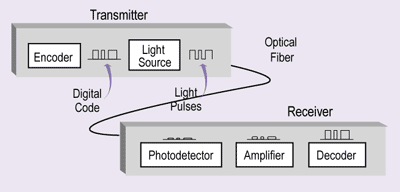 Transmitter
Encoder
Light
Source
Optical
Fiber
Digital
Code
Light
Pulses
Receiver
Photodetector
Amplifier
Decoder